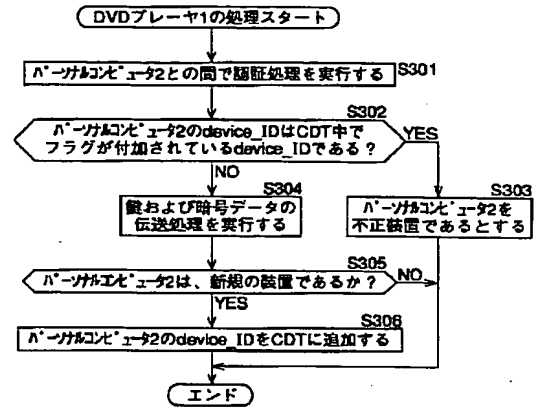 DVDプレーヤ1の処理スタート
パーソナルコンピュータ2との間で認証処理を実行する
S301
S302
パーソナルコンピュータ2のdevice_IDはCDT中で
フラグが付加されているdevice_IDである?
YES
NO
S304
鍵および暗号データの
伝送処理を実行する
S303
パーソナルコンピュータ2を
不正装置であるとする
S305
パーソナルコンピュータ2は、新規の装置であるか?
NO
YES
S306
パーソナルコンピュータ2のdevice_IDをCDTに追加する
エンド